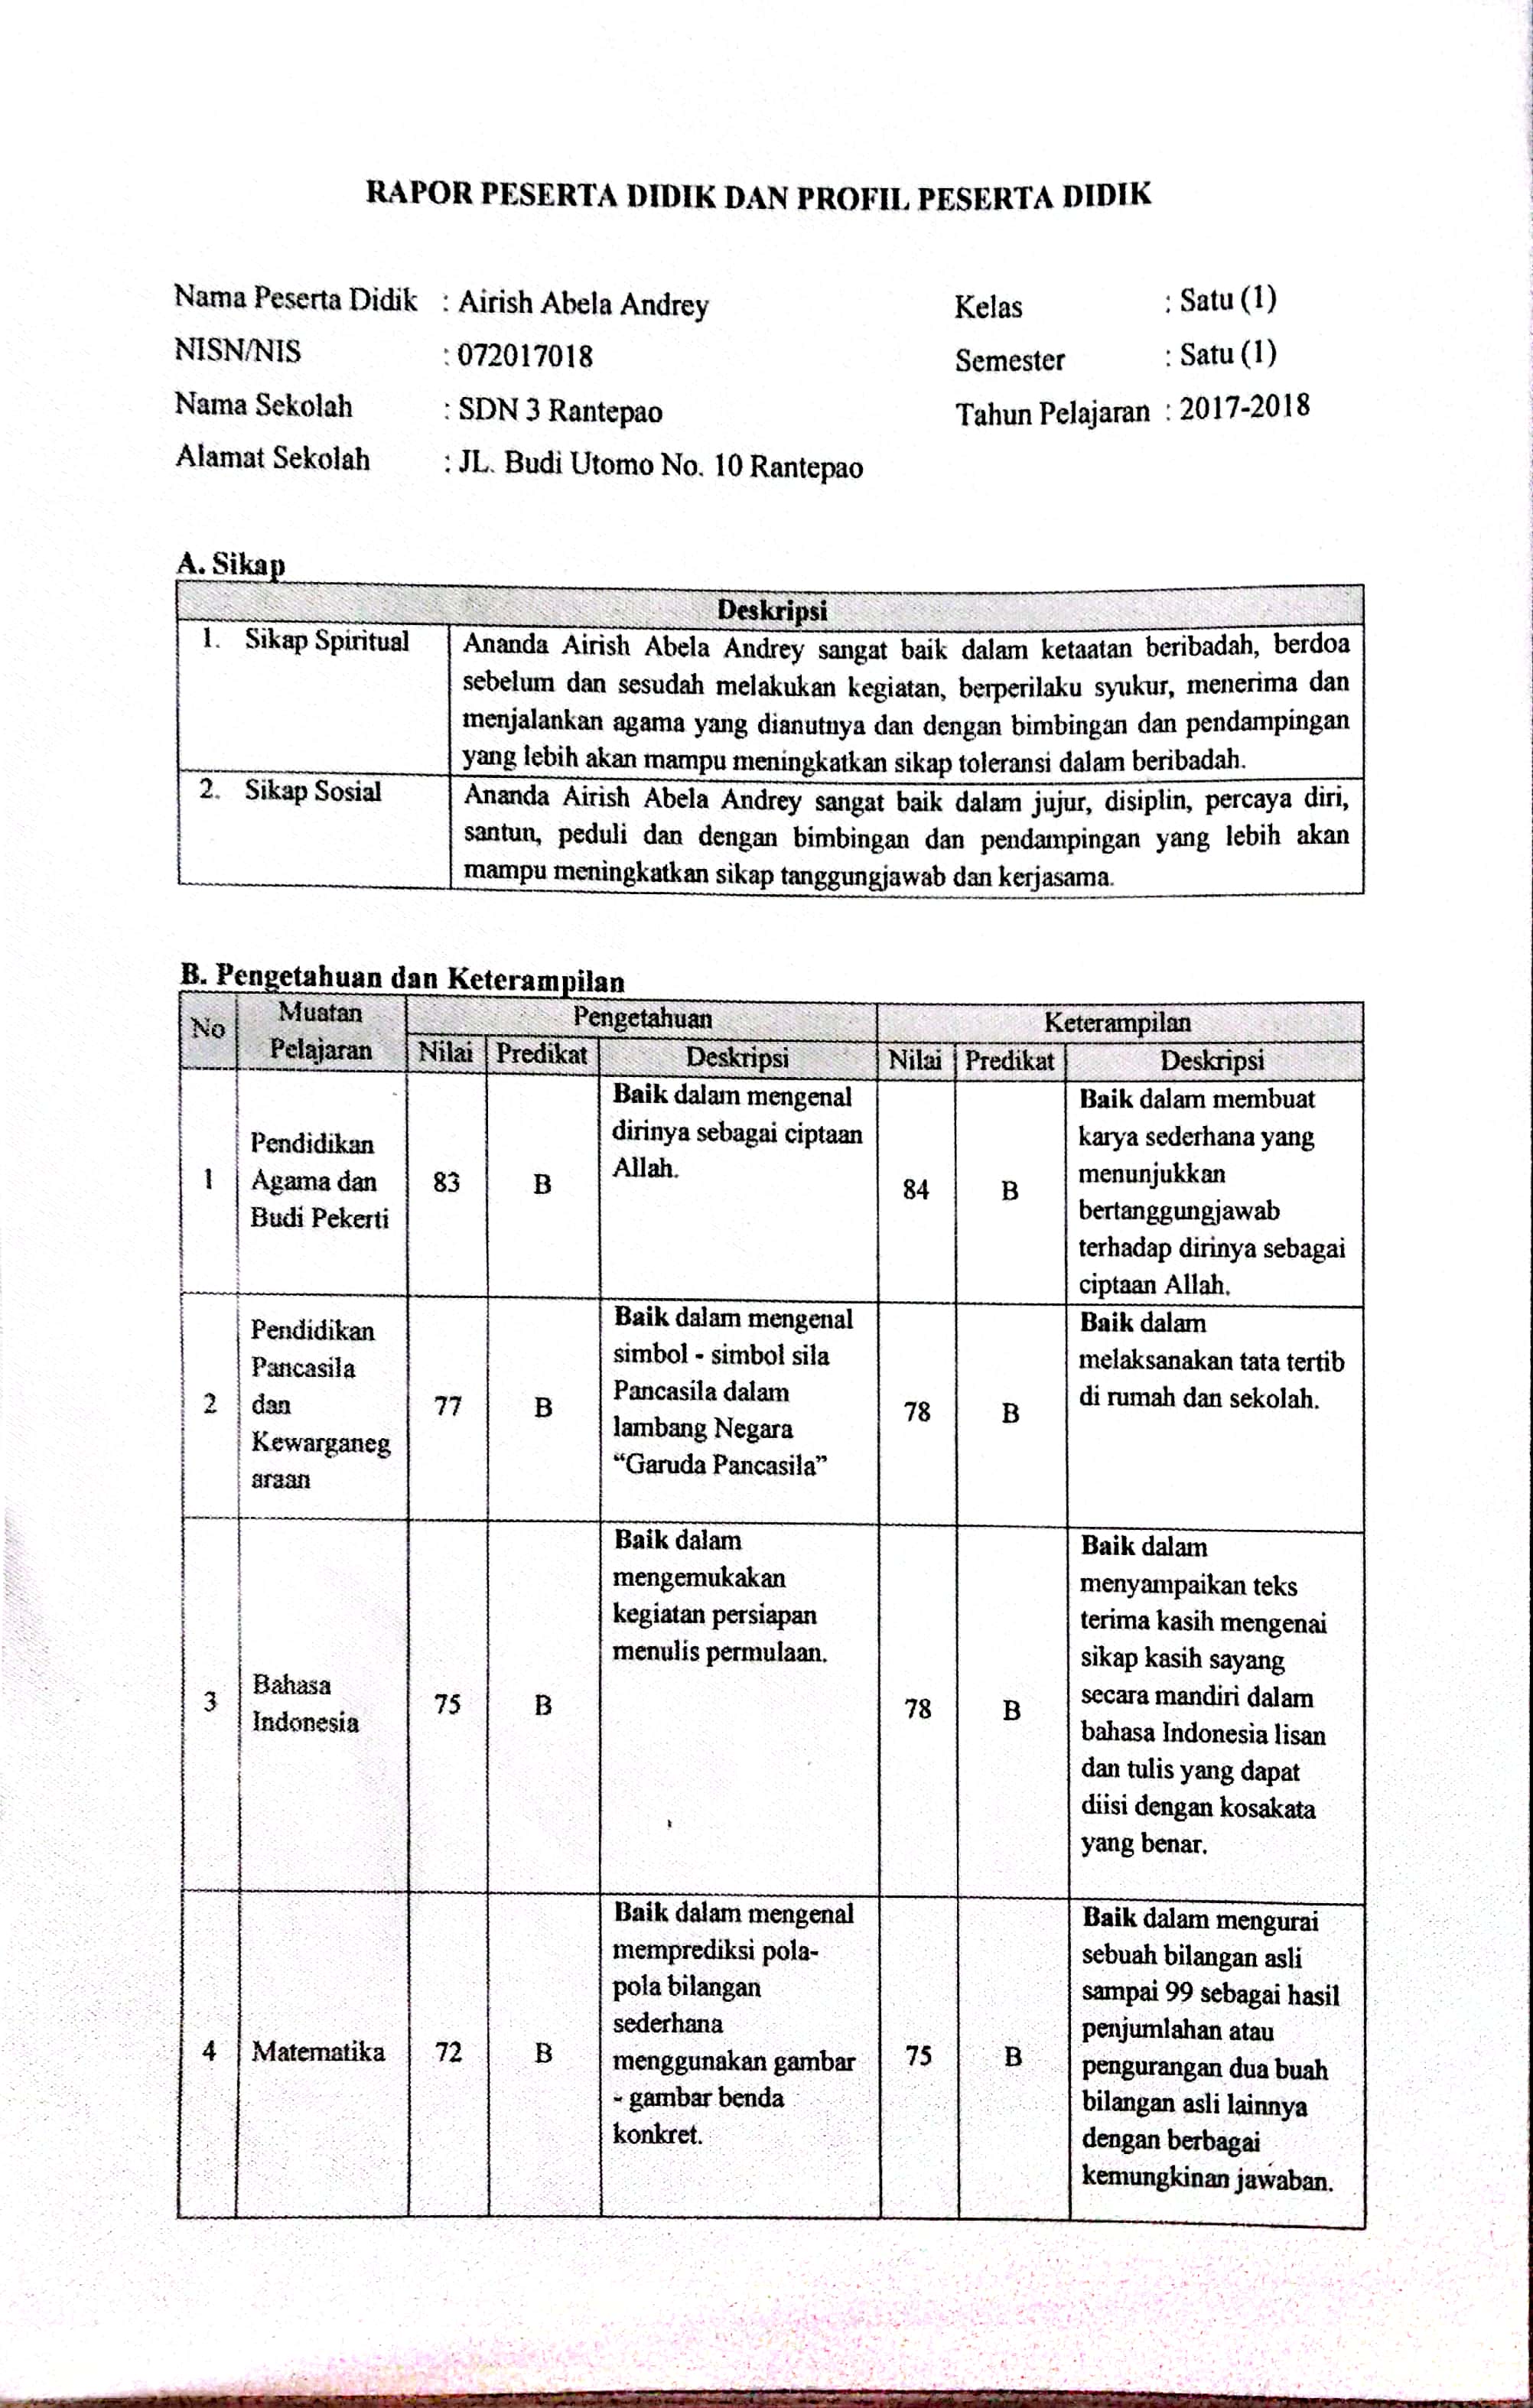 RAPOR PESERTA DIDIK DAN PROFIL PESERTA DIDIK
Nama Peserta Didik : Airish Abela Andrey
NISN/NIS : 072017018
Nama Sekolah : SDN 3 Rantepao
Alamat Sekolah : JL. Budi Utomo No. 10 Rantepao
Kelas : Satu (1)
Semester : Satu (1)
Tahun Pelajaran : 2017-2018
A. Sikap
Deskripsi
1. Sikap Spiritual
Ananda Airish Abela Andrey sangat baik dalam ketaatan beribadah, berdoa
sebelum dan sesudah melakukan kegiatan, berperilaku syukur, menerima dan
menjalankan agama yang dianutnya dan dengan bimbingan dan pendampingan
yang lebih akan mampu meningkatkan sikap toleransi dalam beribadah.
2. Sikap Sosial
Ananda Airish Abela Andrey sangat baik dalam jujur, disiplin, percaya diri,
santun, peduli dan dengan bimbingan dan pendampingan yang lebih akan
mampu meningkatkan sikap tanggungjawab dan kerjasama.
B. Pengetahuan dan Keterampilan
No
Muatan
Pelajaran
Pengetahuan
Keterampilan
Nilai Predikat Deskripsi Nilai Predikat Deskripsi
1
Pendidikan
Agama dan
Budi Pekerti
83
B
Baik dalam mengenal
dirinya sebagai ciptaan
Allah.
84
B
Baik dalam membuat
karya sederhana yang
menunjukkan
bertanggungjawab
terhadap dirinya sebagai
ciptaan Allah.
2
Pendidikan
Pancasila
dan
Kewarganeg
araan
77
B
Baik dalam mengenal
simbol - simbol sila
Pancasila dalam
lambang Negara
“Garuda Pancasila”
78
B
Baik dalam
melaksanakan tata tertib
di rumah dan sekolah.
3
Bahasa
Indonesia
75
B
Baik dalam
mengemukakan
kegiatan persiapan
menulis permulaan.
78
B
Baik dalam
menyampaikan teks
terima kasih mengenai
sikap kasih sayang
secara mandiri dalam
bahasa Indonesia lisan
dan tulis yang dapat
diisi dengan kosakata
yang benar.
4
Matematika
72
B
Baik dalam mengenal
memprediksi pola-
pola bilangan
sederhana
menggunakan gambar
- gambar benda
konkret.
75
B
Baik dalam mengurai
sebuah bilangan asli
sampai 99 sebagai hasil
penjumlahan atau
pengurangan dua buah
bilangan asli lainnya
dengan berbagai
kemungkinan jawaban.